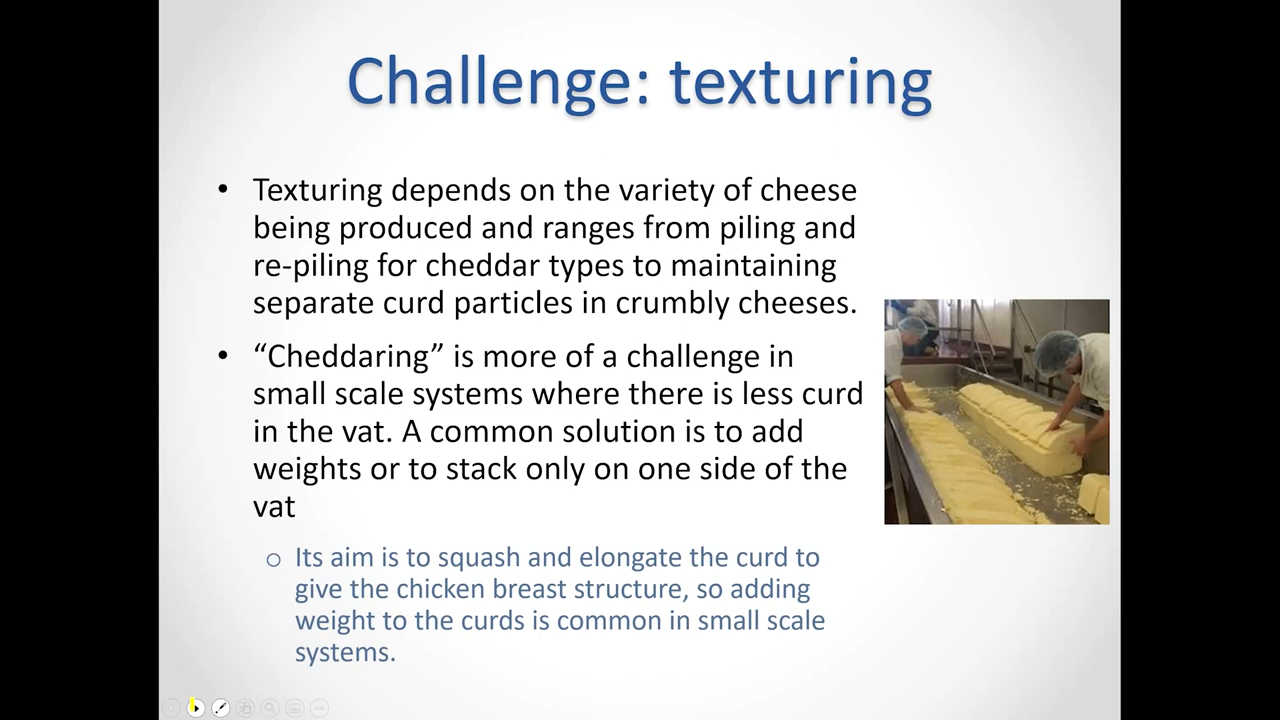 Challenge: texturing
• Texturing depends on the variety of cheese
being produced and ranges from piling and
re-piling for cheddar types to maintaining
separate curd particles in crumbly cheeses.
• “Cheddaring” is more of a challenge in
small scale systems where there is less curd
in the vat. A common solution is to add
weights or to stack only on one side of the
vat
o Its aim is to squash and elongate the curd to
give the chicken breast structure, so adding
weight to the curds is common in small scale
systems.